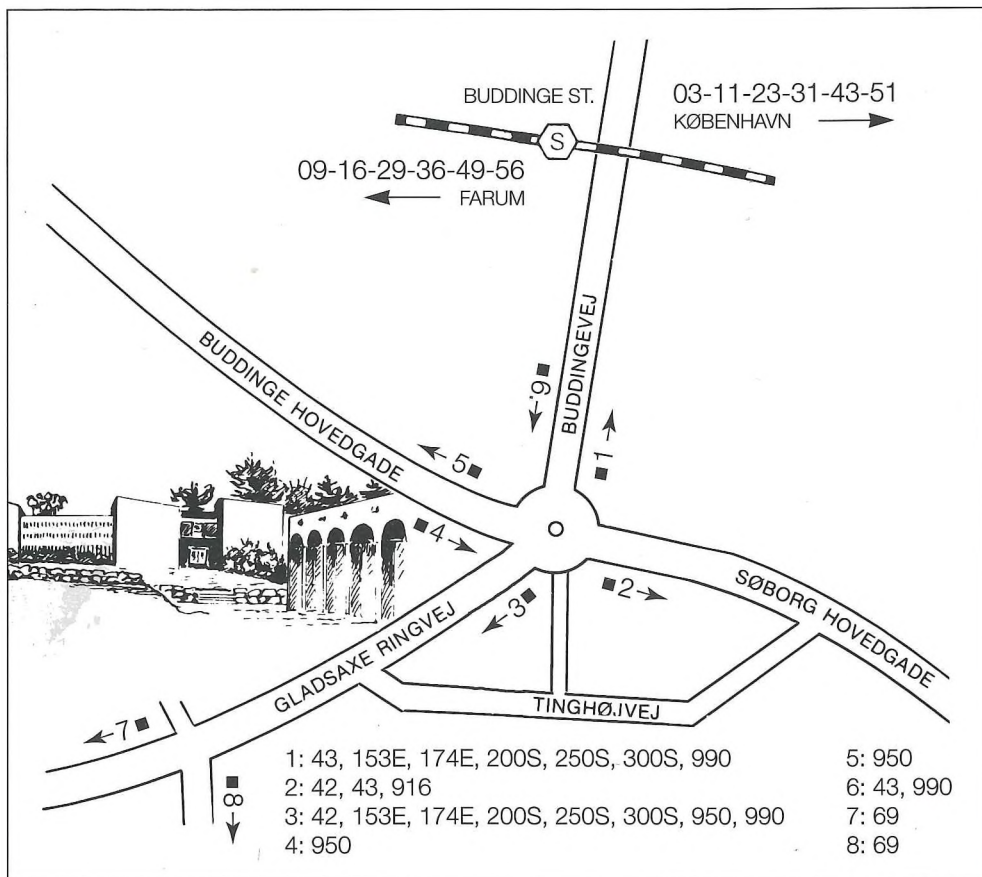 BUDDINGE ST.
03-11-23-31-43-51
KØBENHAVN
S
09-16-29-36-49-56
FARUM
BUDDINGE HOVEDGADE
BUDDINGEVEJ
6
1
5
4
3
2
SØBORG HOVEDGADE
GLADSAXE RINGVEJ
TINGHØJVEJ
7
8
1: 43, 153E, 174E, 200S, 250S, 300S, 990
2: 42, 43, 916
3: 42, 153E, 174E, 200S, 250S, 300S, 950, 990
4: 950
5: 950
6: 43, 990
7: 69
8: 69